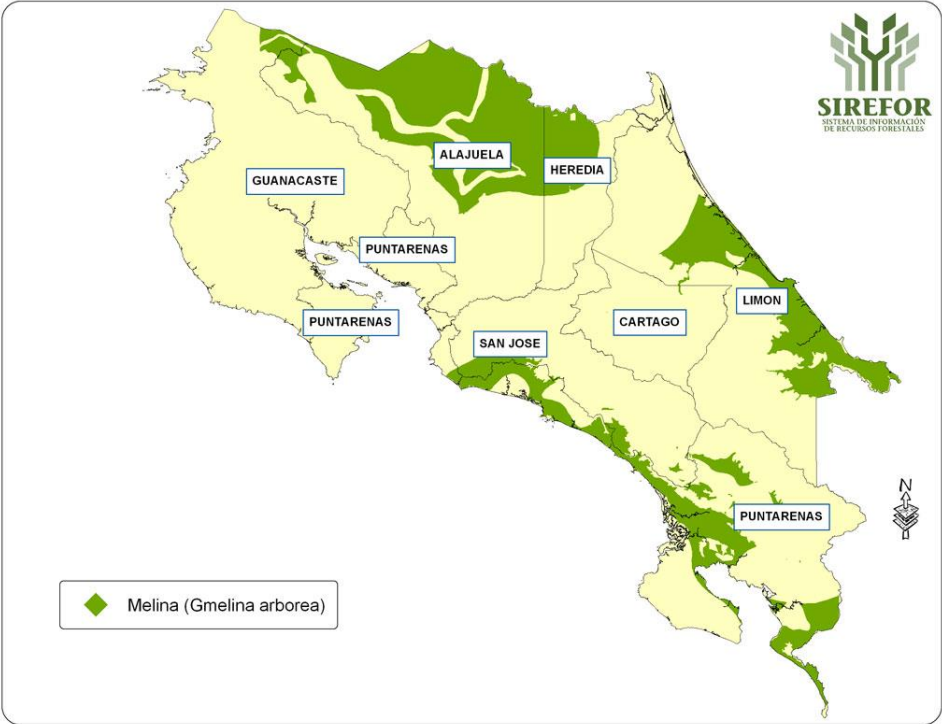 SIREFOR
SISTEMA DE INFORMACIÓN
DE RECURSOS FORESTALES
ALAJUELA
HEREDIA
GUANACASTE
PUNTARENAS
LIMON
PUNTARENAS
CARTAGO
SAN JOSE
N
PUNTARENAS
Melina (Gmelina arborea)